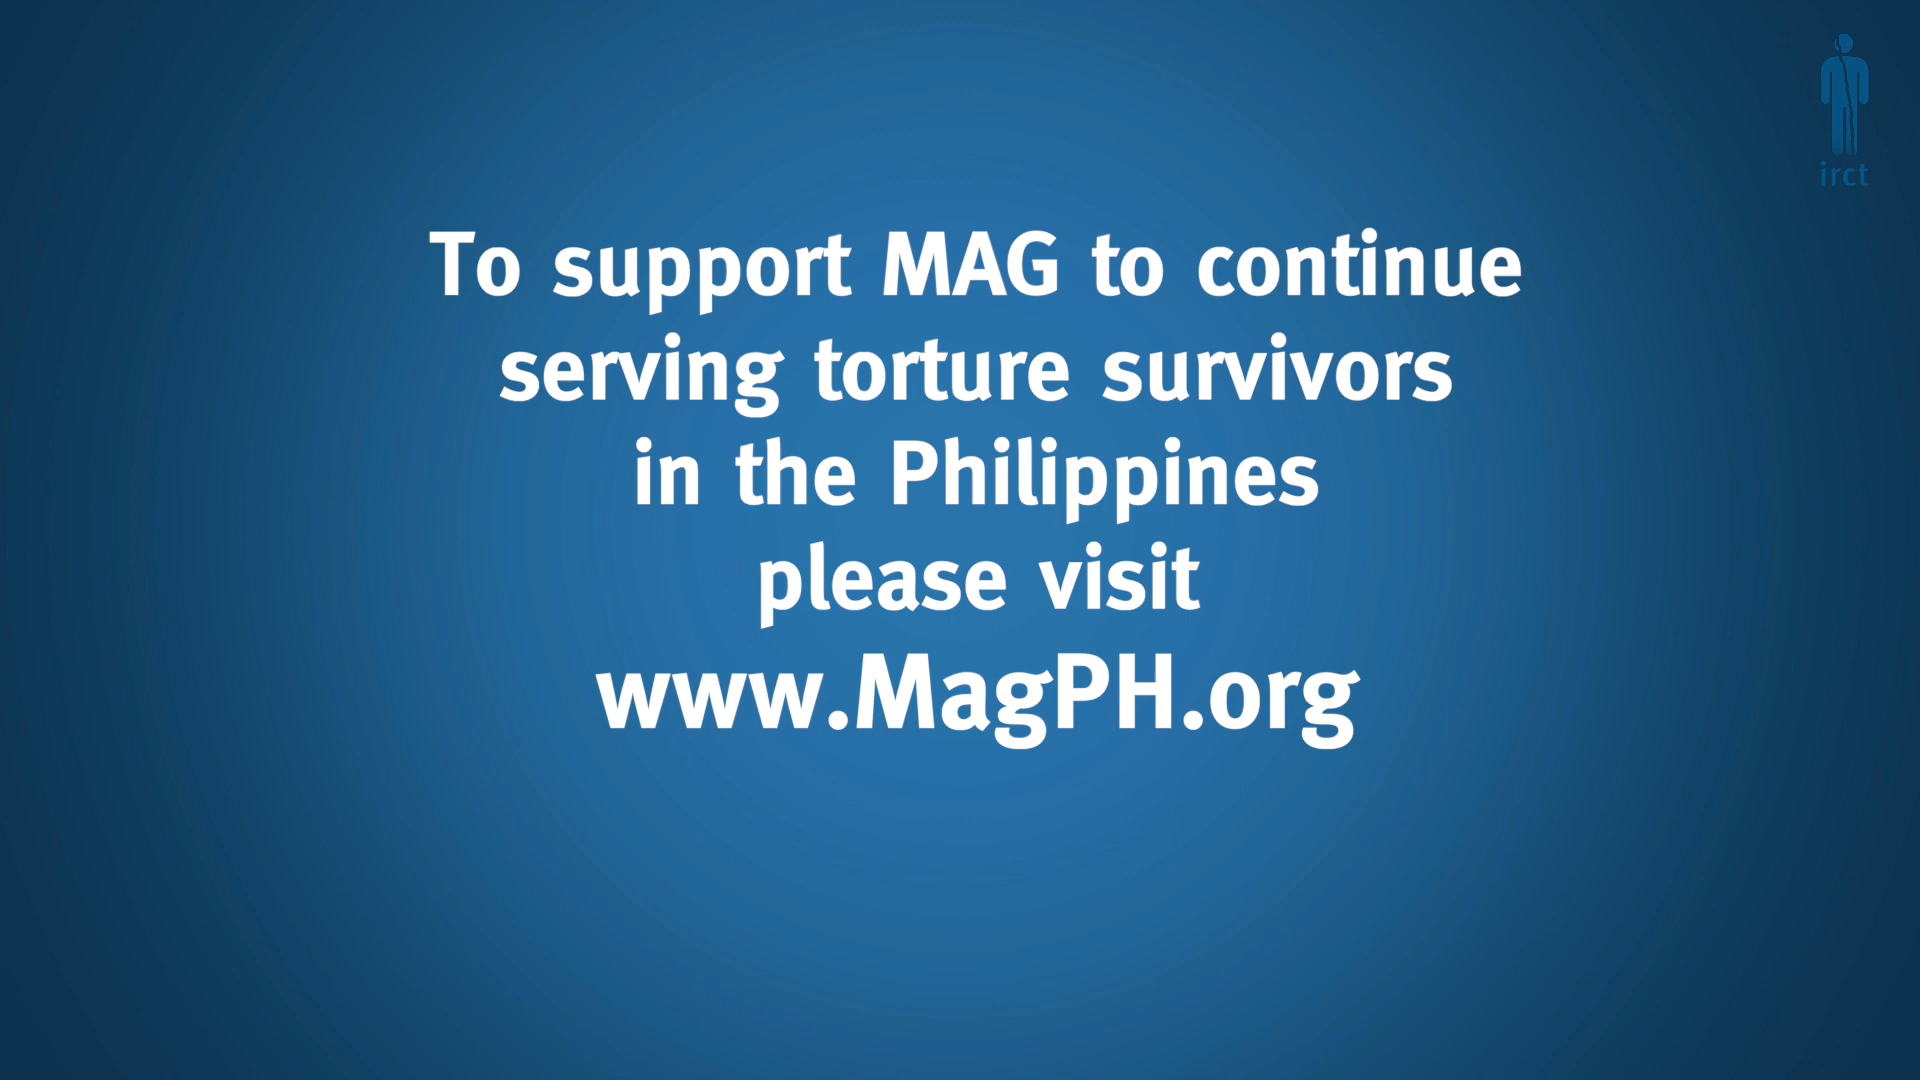 irct
To support MAG to continue
serving torture survivors
in the Philippines
please visit
www.MagPH.org